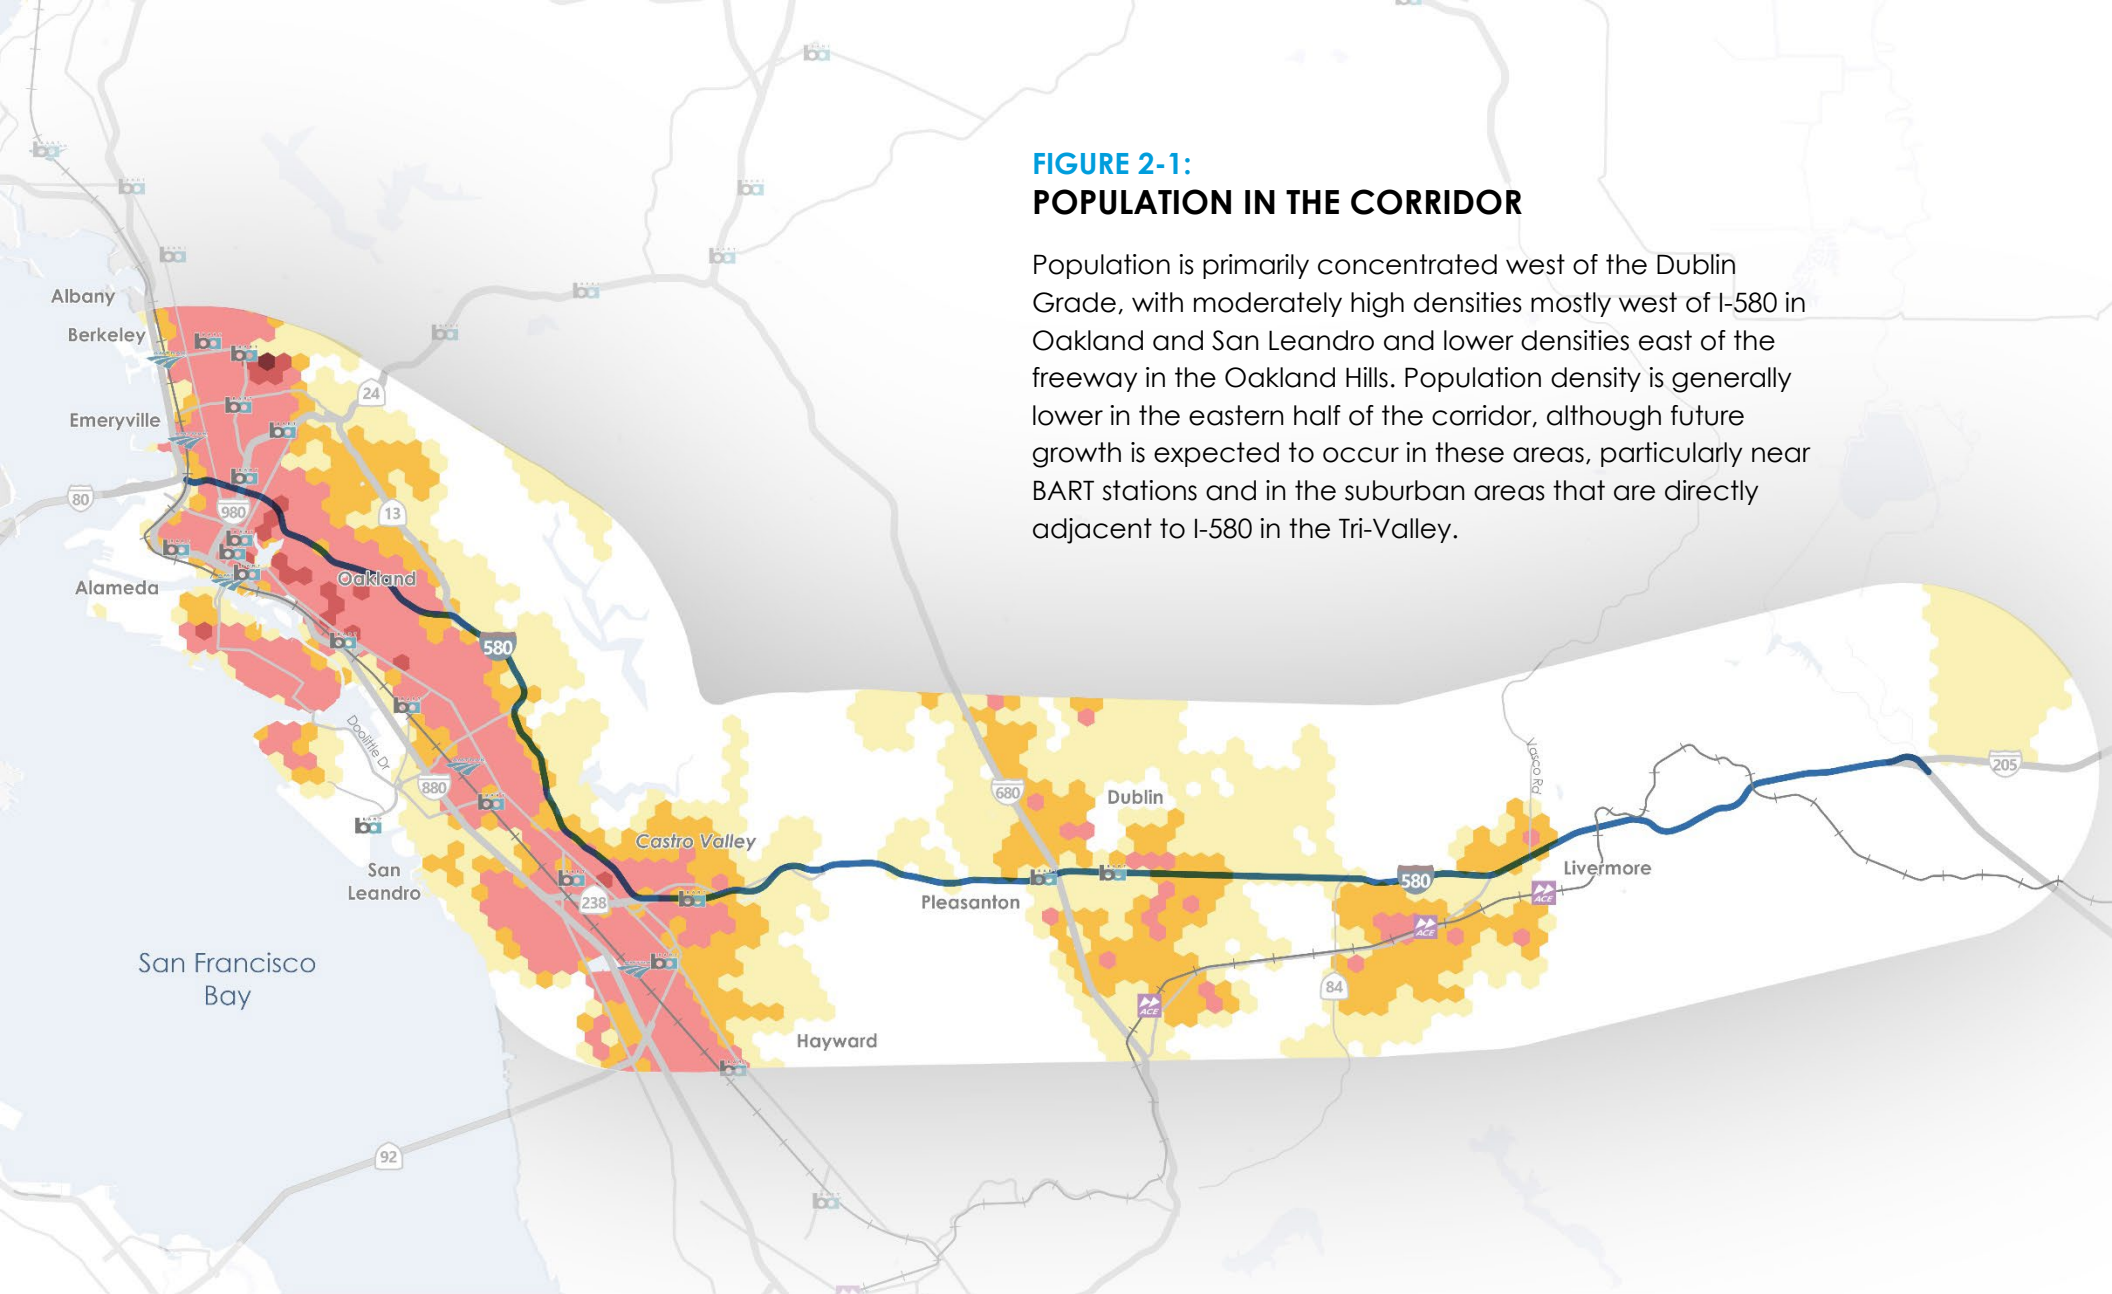 FIGURE 2-1:
POPULATION IN THE CORRIDOR
Population is primarily concentrated west of the Dublin
Grade, with moderately high densities mostly west of I-580 in
Oakland and San Leandro and lower densities east of the
freeway in the Oakland Hills. Population density is generally
lower in the eastern half of the corridor, although future
growth is expected to occur in these areas, particularly near
BART stations and in the suburban areas that are directly
adjacent to I-580 in the Tri-Valley.
Albany
Berkeley
24
Emeryville
80
980
13
Oakland
Alameda
580
Doolittle Dr
880
680
Dublin
Vasco Rd
205
Castro Valley
San
Leandro
238
Pleasanton
580
Livermore
ACE
ACE
84
ACE
San Francisco
Bay
Hayward
92